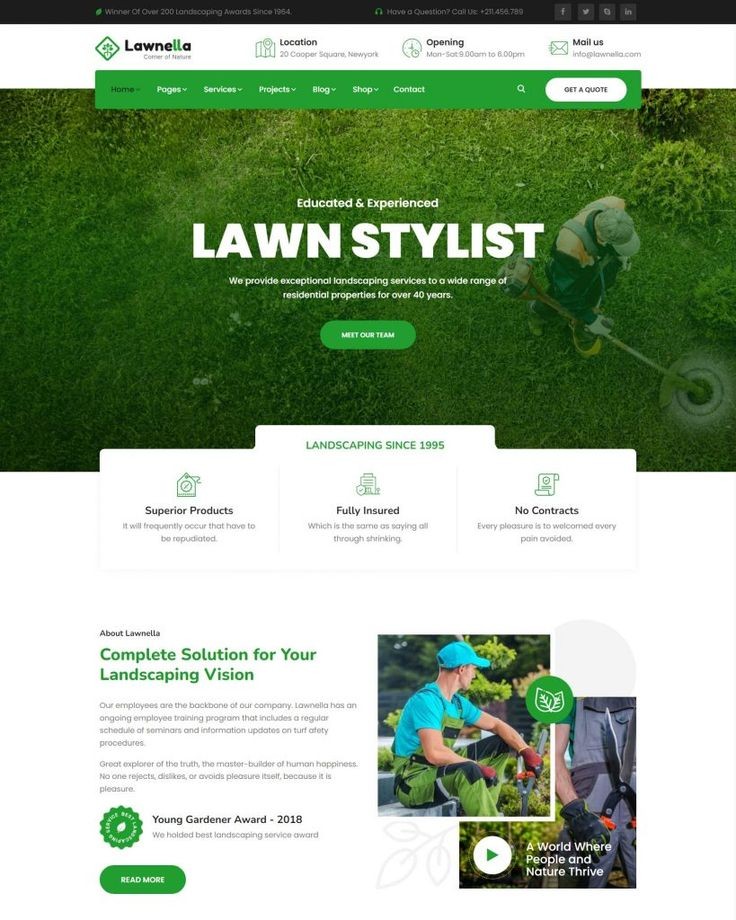 Winner Of Over 200 Landscaping Awards Since 1964.
Have a Question? Call Us: +211.456.789
Lawnella
Corner of Nature
Location
20 Cooper Square, Newyork
Opening
Mon-Sat:9.00am to 6.00pm
Mail us
info@lawnella.com
Home
Pages
Services
Projects
Blog
Shop
Contact
GET A QUOTE
Educated & Experienced
LAWN STYLIST
We provide exceptional landscaping services to a wide range of
residential properties for over 40 years.
MEET OUR TEAM
LANDSCAPING SINCE 1995
Superior Products
It will frequently occur that have to
be repudiated.
Fully Insured
Which is the same as saying all
through shrinking.
No Contracts
Every pleasure is to welcomed every
pain avoided.
About Lawnella
Complete Solution for Your
Landscaping Vision
Our employees are the backbone of our company. Lawnella has an
ongoing employee training program that includes a regular
schedule of seminars and information updates on turf afety
procedures.
Great explorer of the truth, the master-builder of human happiness.
No one rejects, dislikes, or avoids pleasure itself, because it is
pleasure.
BEST LANDSCAPING SERVICE
Young Gardener Award - 2018
We holded best landscaping service award
READ MORE
A World Where
People and
Nature Thrive